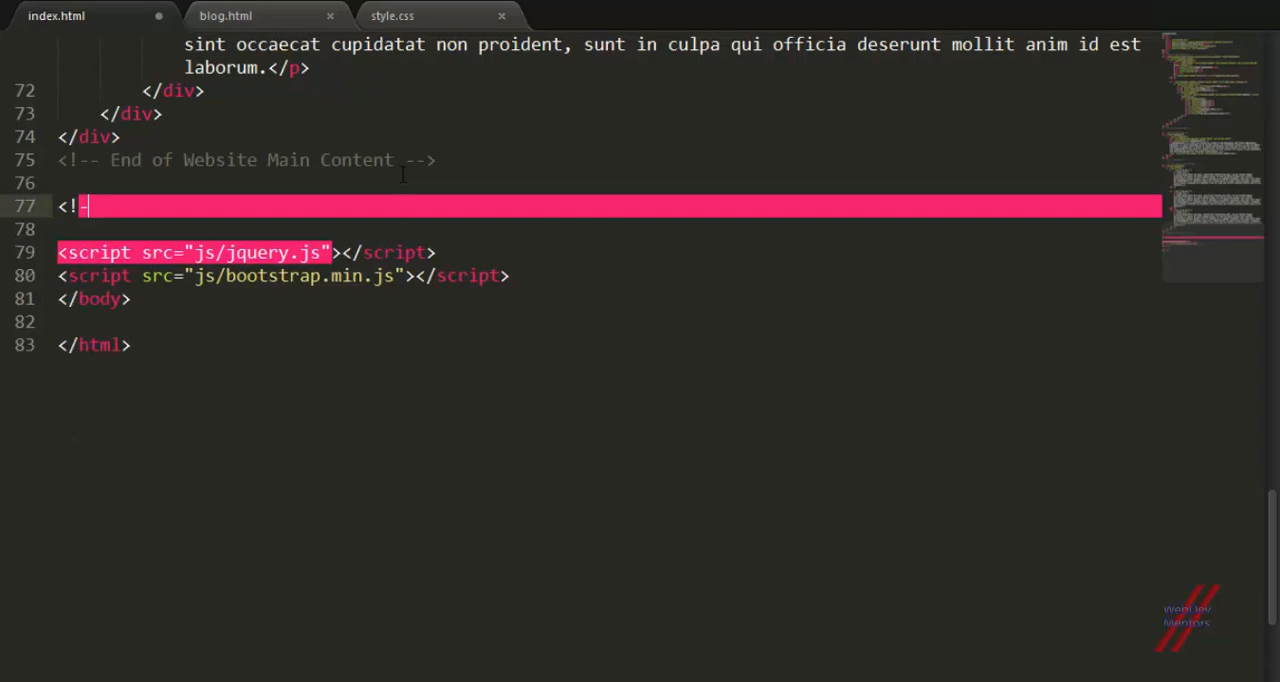 index.html
blog.html ×
style.css ×
sint occaecat cupidatat non proident, sunt in culpa qui officia deserunt mollit anim id est
laborum.</p>
72 </div>
73 </div>
74 </div>
75 <!-- End of Website Main Content -->
76
77 <!-
78
79 <script src="js/jquery.js"></script>
80 <script src="js/bootstrap.min.js"></script>
81 </body>
82
83 </html>
WebDev
Mentors